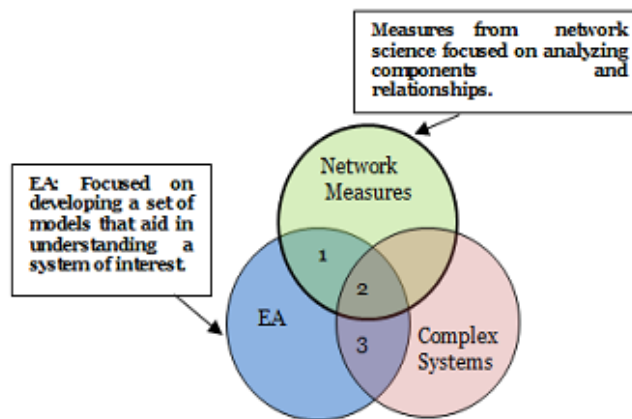 Measures from network
science focused on analyzing
components and
relationships.
EA: Focused on
developing a set of
models that aid in
understanding a
system of interest.
Network
Measures
1
2
EA
3
Complex
Systems